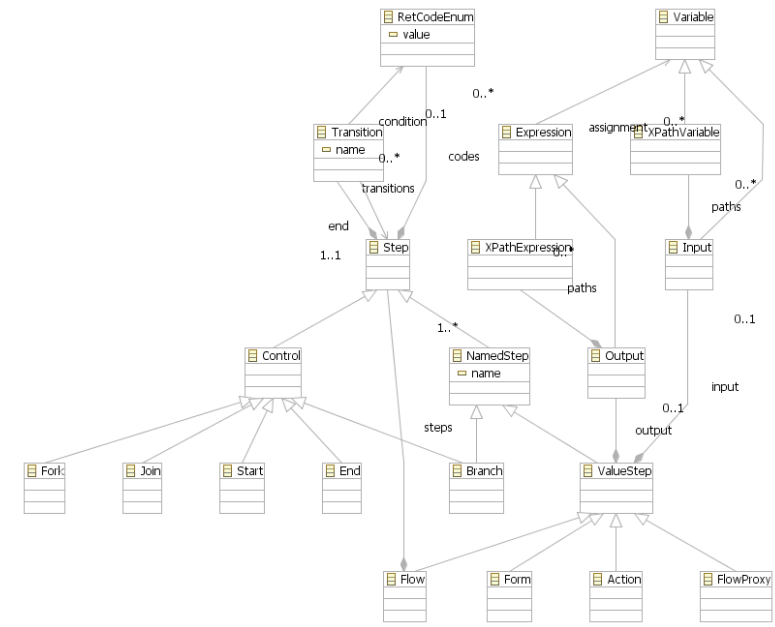 RetCodeEnum
value
Variable
0..*
0..1
condition
Transition
name
Expression
assignment
0..*
XPathVariable
0..*
codes
transitions
0..*
paths
end
Step
XPathExpression
0..*
Input
1..1
paths
0..1
1..*
Control
NamedStep
name
Output
input
0..1
steps
output
Fork
Join
Start
End
Branch
ValueStep
Flow
Form
Action
FlowProxy